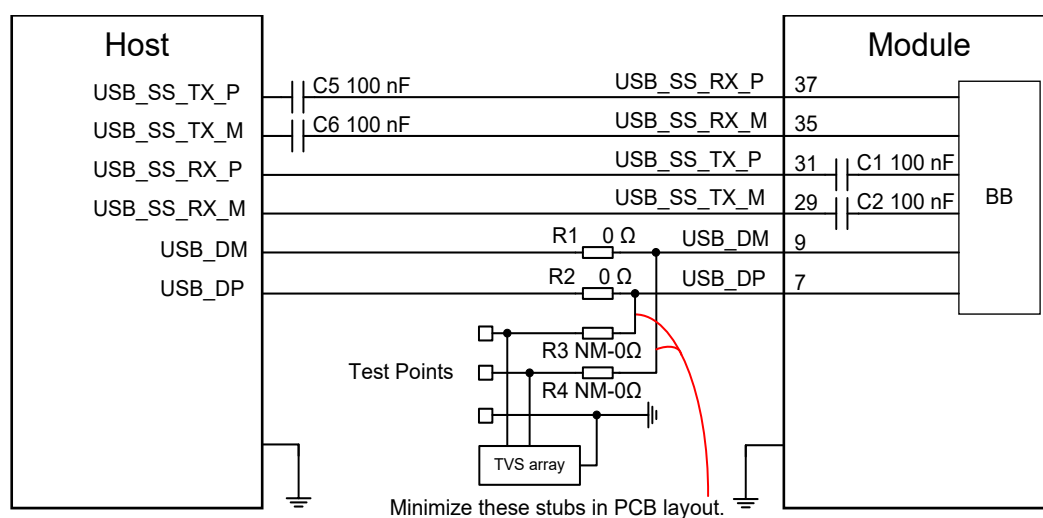 Host
Module
USB_SS_TX_P C5 100 nF USB_SS_RX_P 37
USB_SS_TX_M C6 100 nF USB_SS_RX_M 35
USB_SS_RX_P USB_SS_TX_P 31 C1 100 nF
USB_SS_RX_M USB_SS_TX_M 29 C2 100 nF
BB
USB_DM R1 0 Ω USB_DM 9
USB_DP R2 0 Ω USB_DP 7
R3 NM-0Ω
Test Points
R4 NM-0Ω
TVS array
Minimize these stubs in PCB layout.